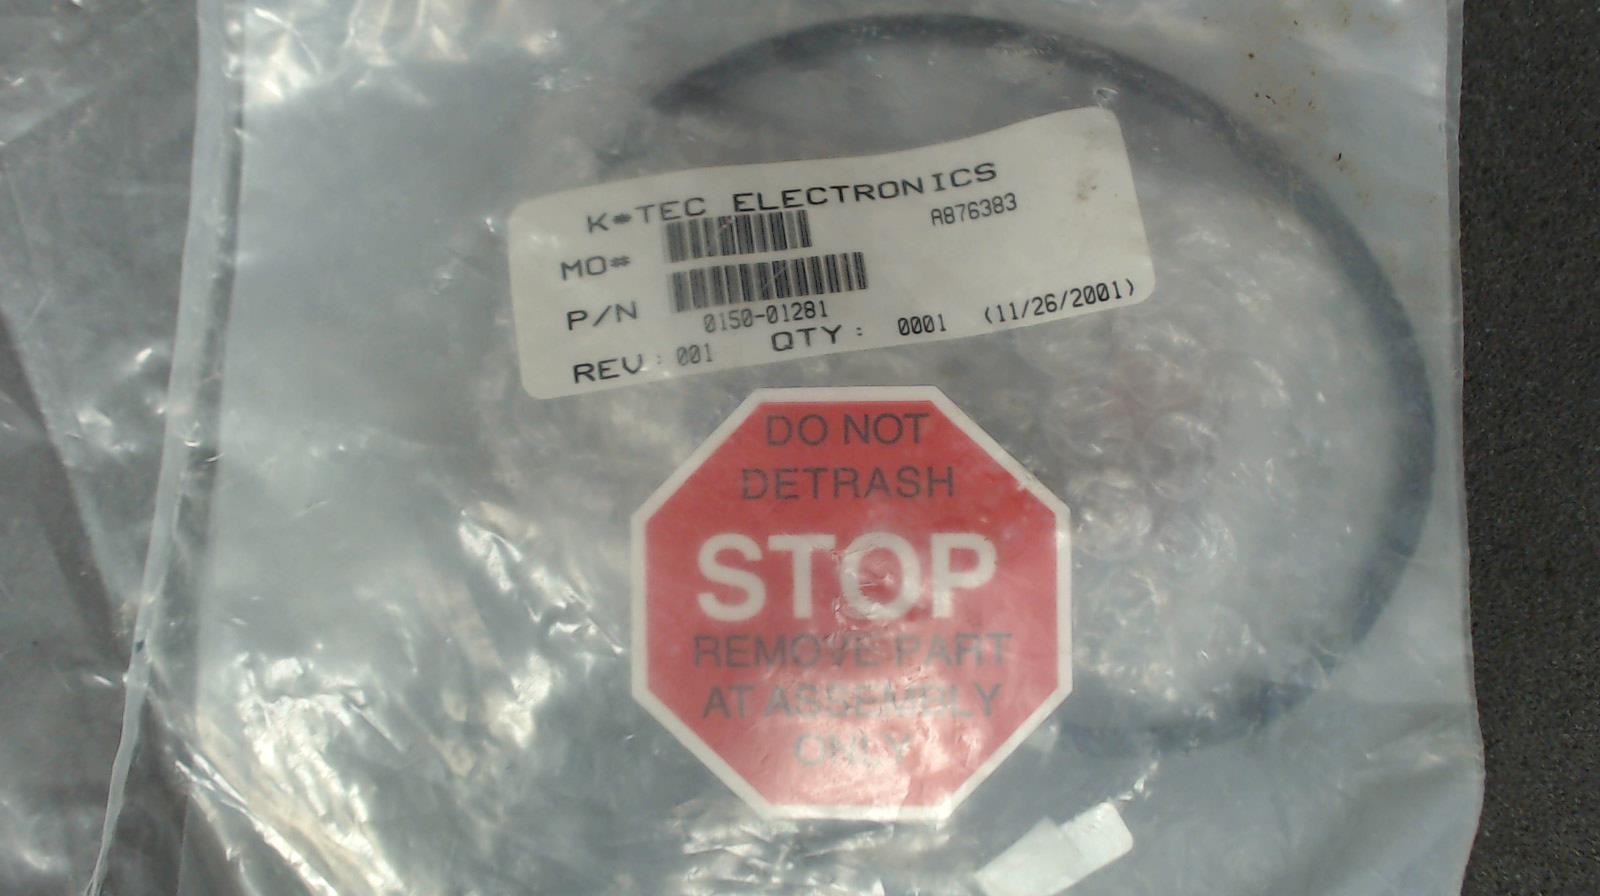 K*TEC ELECTRONICS
A876383
MO#
P/N
0150-01281
REV: 001 QTY: 0001 (11/26/2001)
DO NOT
DETRASH
STOP
REMOVE PART
AT ASSEMBLY
ONLY